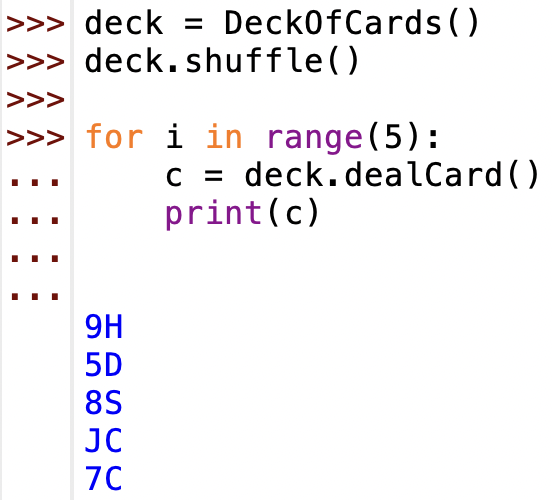 >>> deck = DeckOfCards()
>>> deck.shuffle()
>>>
>>> for i in range(5):
...     c = deck.dealCard()
...     print(c)
...
...
9H
5D
8S
JC
7C